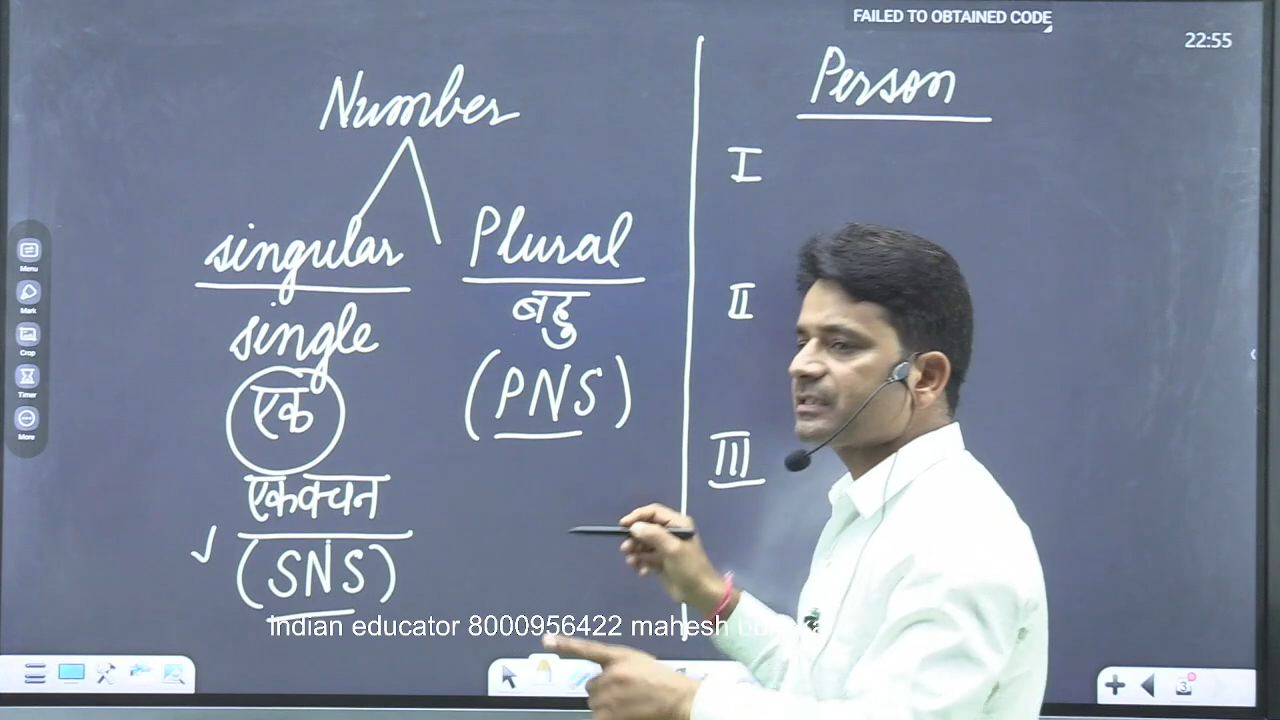 FAILED TO OBTAINED CODE
22:55
Number
singular
Plural
single
बहु
एक
(PNS)
एकवचन
(SNS)
Person
I
II
III
Menu
Mark
Crop
Timer
More
indian educator 8000956422 mahesh
3